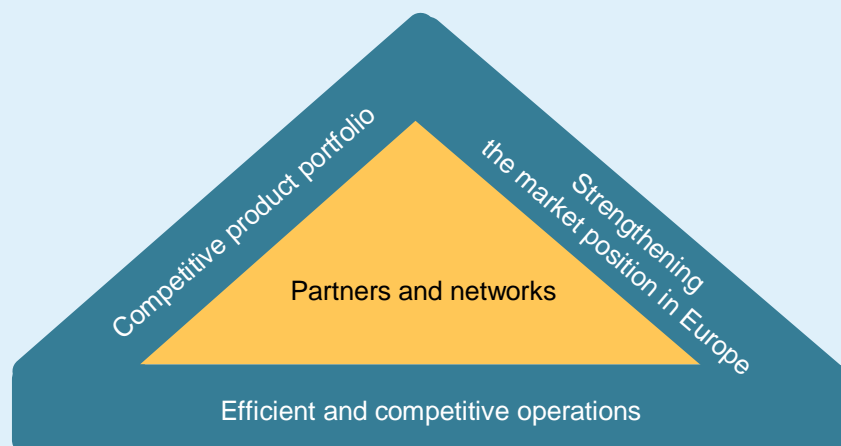 Competitive product portfolio
Strengthening
the market position in Europe
Partners and networks
Efficient and competitive operations